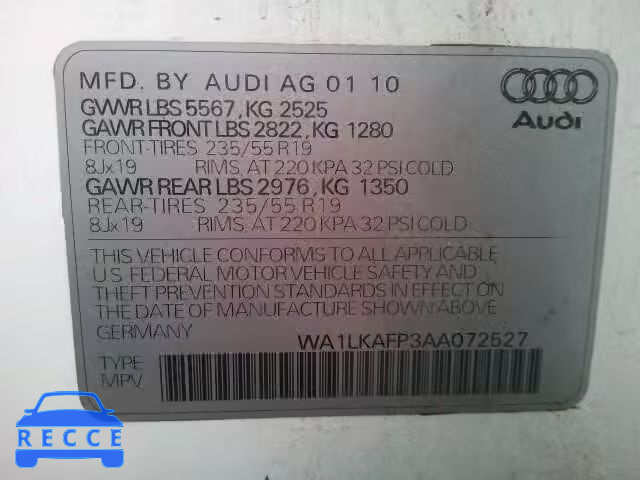 MFD. BY AUDI AG 01 10
GVWR LBS 5567, KG 2525
GAWR FRONT LBS 2822, KG 1280
FRONT-TIRES 235/55 R19
8Jx19 RIMS, AT 220 KPA 32 PSI COLD
GAWR REAR LBS 2976, KG 1350
REAR-TIRES 235/55 R19
8Jx19 RIMS, AT 220 KPA 32 PSI COLD
Audi
THIS VEHICLE CONFORMS TO ALL APPLICABLE
U.S. FEDERAL MOTOR VEHICLE SAFETY AND
THEFT PREVENTION STANDARDS IN EFFECT ON
THE DATE OF MANUFACTURE SHOWN ABOVE
GERMANY WA1LKAFP3AA072527
TYPE
MPV
RECCE